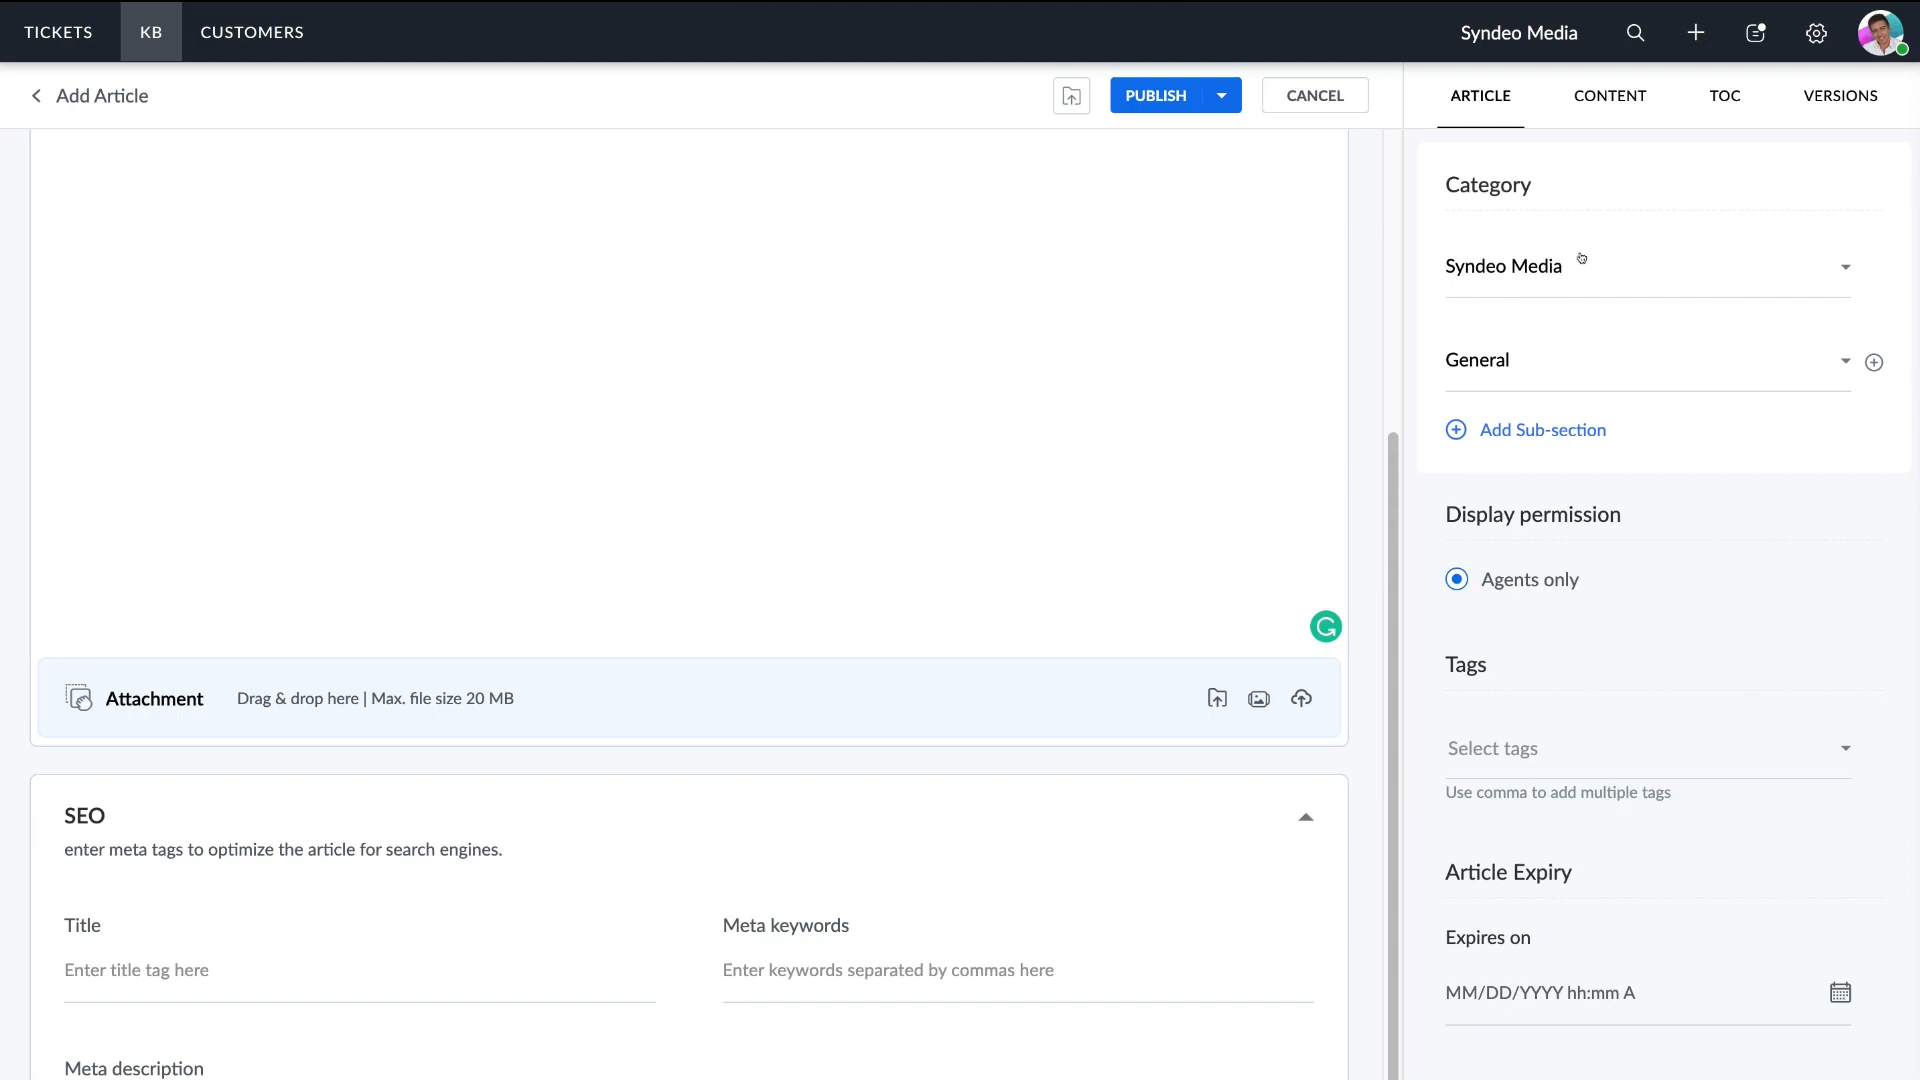 TICKETS
KB
CUSTOMERS
Syndeo Media
Add Article
PUBLISH
CANCEL
ARTICLE
CONTENT
TOC
VERSIONS
Category
Syndeo Media
General
Add Sub-section
Display permission
Agents only
Tags
Select tags
Use comma to add multiple tags
Article Expiry
Expires on
MM/DD/YYYY hh:mm A
Attachment
Drag & drop here | Max. file size 20 MB
SEO
enter meta tags to optimize the article for search engines.
Title
Meta keywords
Enter title tag here
Enter keywords separated by commas here
Meta description